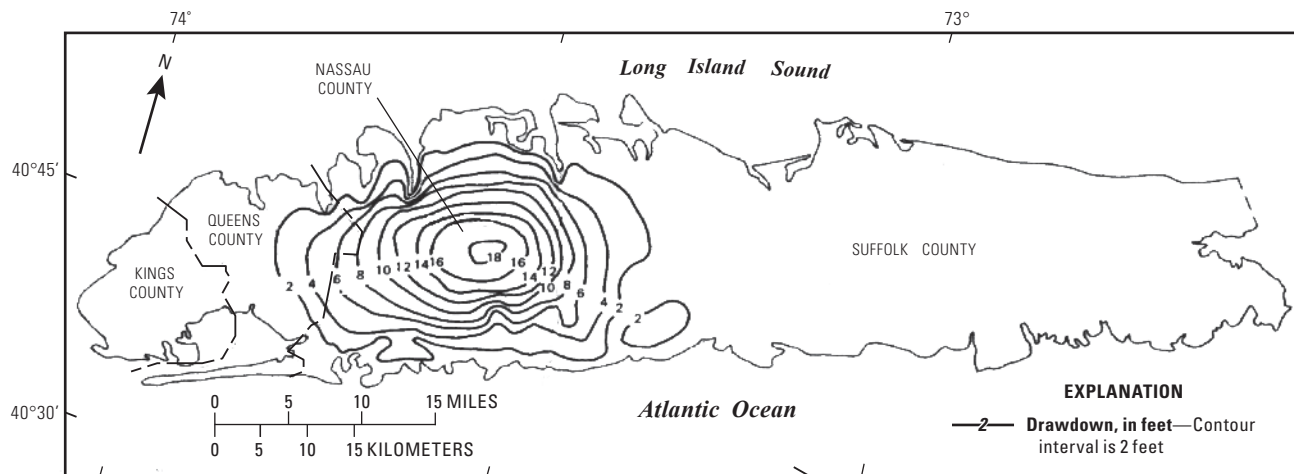 74°
73°
N
NASSAU
COUNTY
Long Island Sound
40°45'
QUEENS
COUNTY
KINGS
COUNTY
SUFFOLK COUNTY
2 4 6 8 10 12 14 16 18 16 14 12 10 8 6 4 2 2
40°30'
0 5 10 15 MILES
0 5 10 15 KILOMETERS
Atlantic Ocean
EXPLANATION
2 Drawdown, in feet—Contour
interval is 2 feet